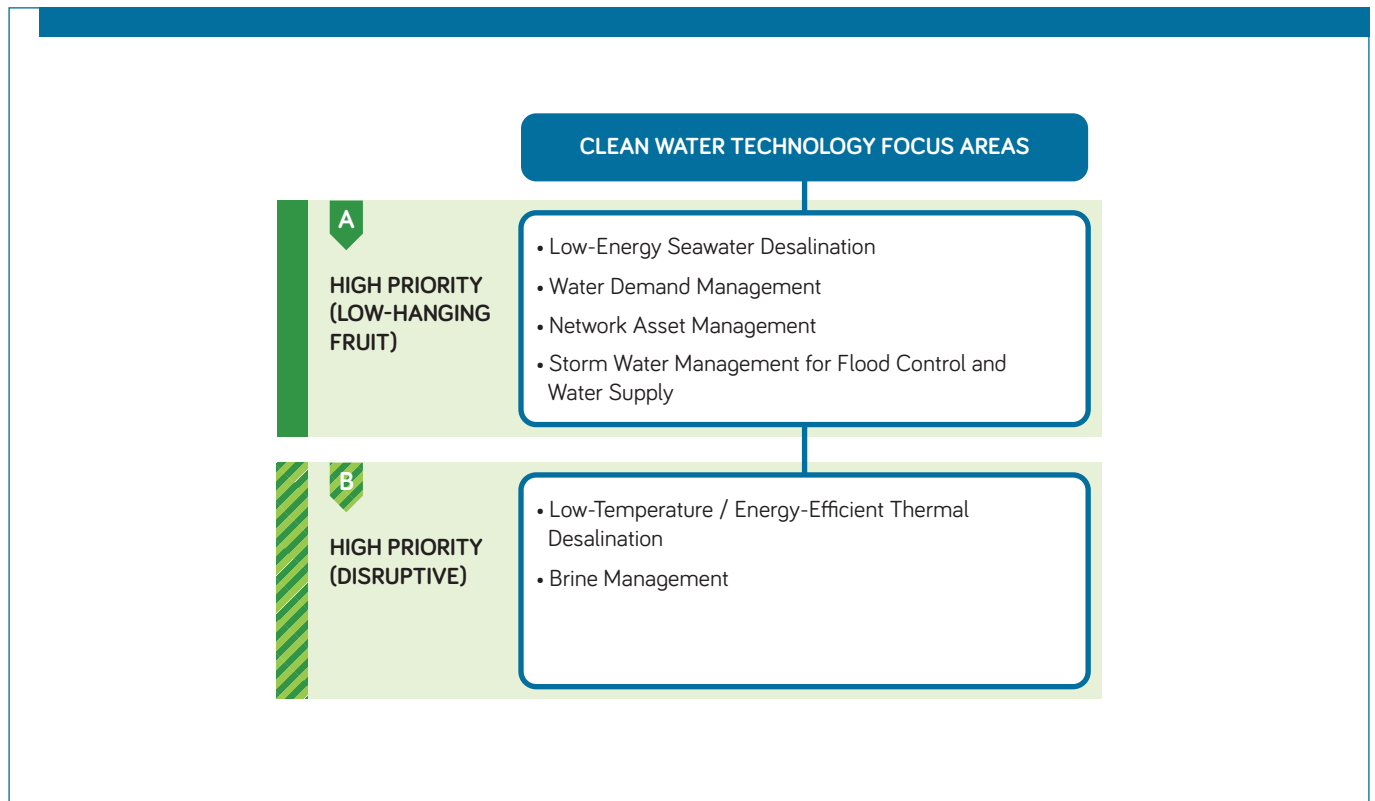 CLEAN WATER TECHNOLOGY FOCUS AREAS
A
HIGH PRIORITY
(LOW-HANGING
FRUIT)
• Low-Energy Seawater Desalination
• Water Demand Management
• Network Asset Management
• Storm Water Management for Flood Control and
Water Supply
B
HIGH PRIORITY
(DISRUPTIVE)
• Low-Temperature / Energy-Efficient Thermal
Desalination
• Brine Management